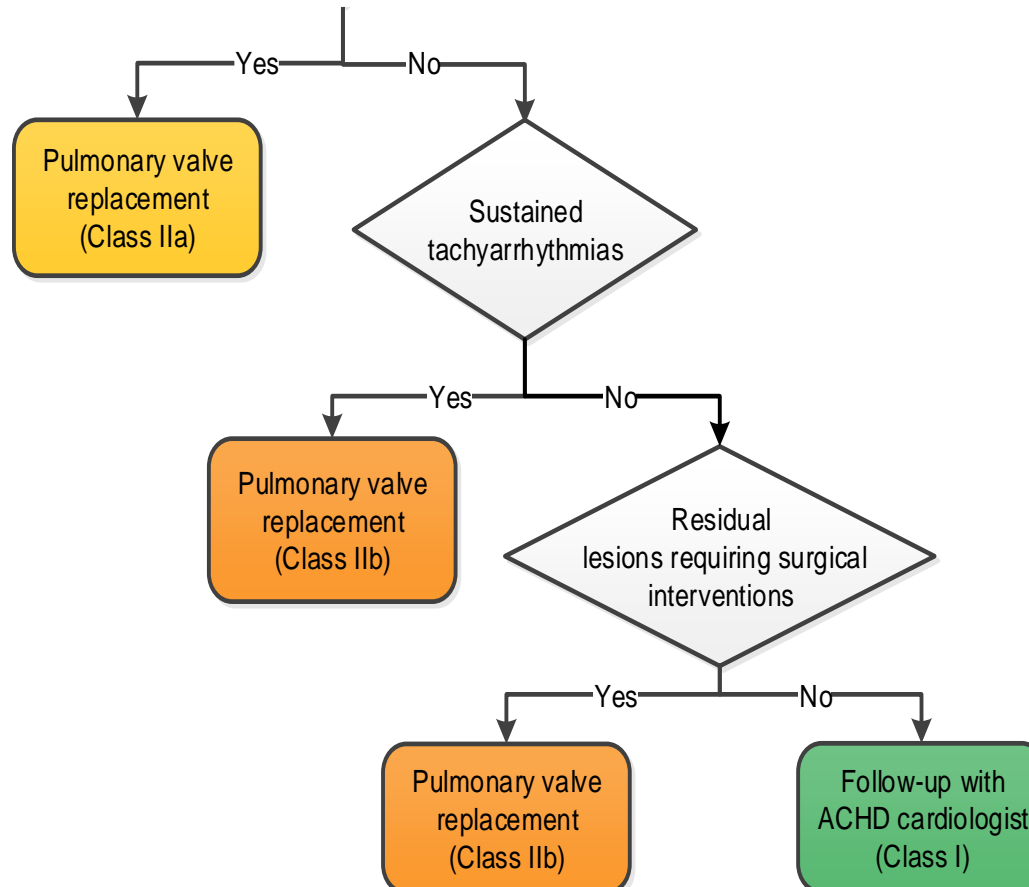 Yes
No
Pulmonary valve
replacement
(Class IIa)
Sustained
tachyarrhythmias
Yes
No
Pulmonary valve
replacement
(Class IIb)
Residual
lesions requiring surgical
interventions
Yes
No
Pulmonary valve
replacement
(Class IIb)
Follow-up with
ACHD cardiologist
(Class I)